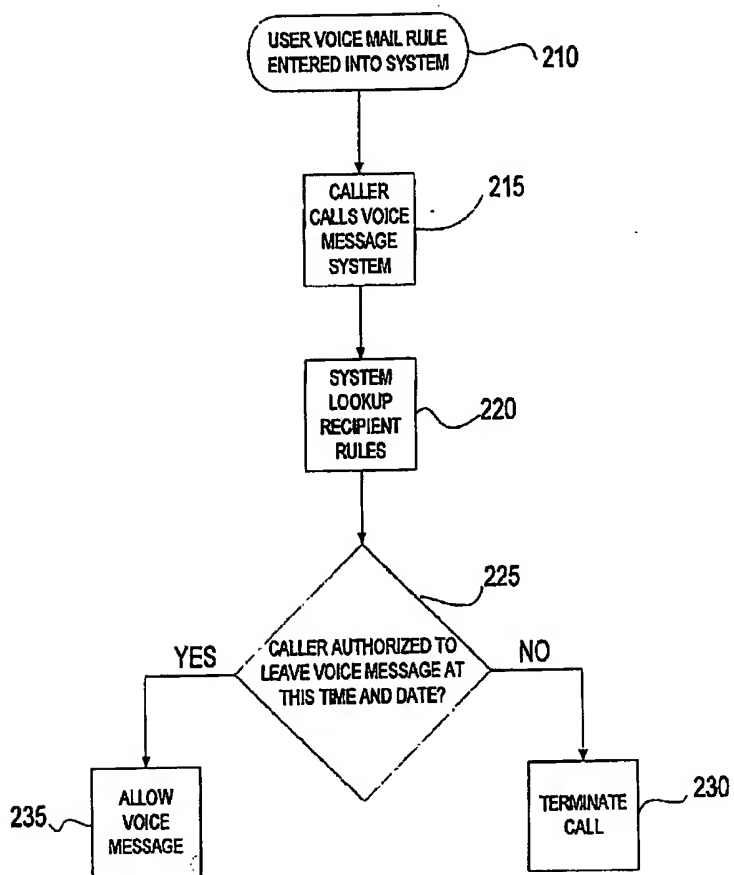 USER VOICE MAIL RULE
ENTERED INTO SYSTEM
210
CALLER
CALLS VOICE
MESSAGE
SYSTEM
215
SYSTEM
LOOKUP
RECIPIENT
RULES
220
225
CALLER AUTHORIZED TO
LEAVE VOICE MESSAGE AT
THIS TIME AND DATE?
YES
NO
235
ALLOW
VOICE
MESSAGE
TERMINATE
CALL
230